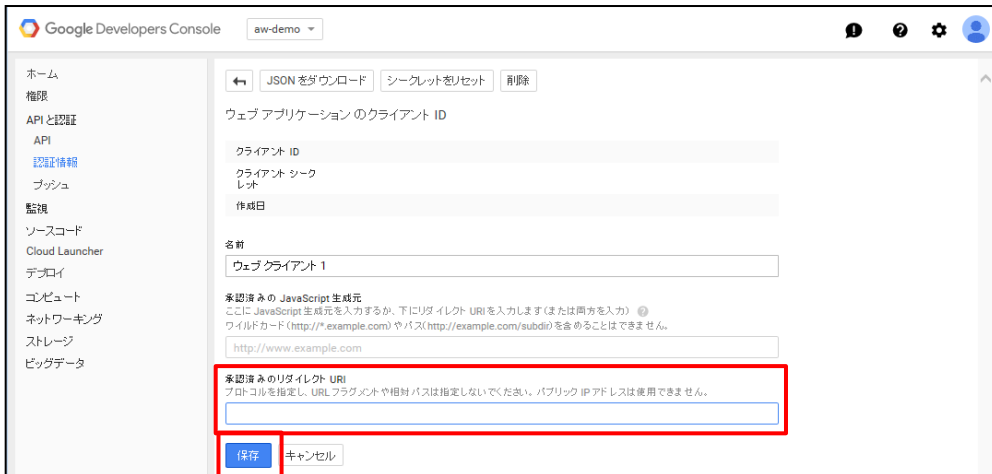 Google Developers Console
aw-demo
ホーム
権限
API と認証
API
認証情報
プッシュ
監視
ソースコード
Cloud Launcher
デプロイ
コンピュート
ネットワーキング
ストレージ
ビッグデータ
JSON をダウンロード シークレットをリセット 削除
ウェブ アプリケーション のクライアント ID
クライアント ID
クライアント シーク
レット
作成日
名前
ウェブ クライアント 1
承認済みの JavaScript 生成元
ここに JavaScript 生成元を入力するか、下にリダイレクト URI を入力します(または両方を入力)
ワイルドカード(http://*.example.com) やパス(http://example.com/subdir)を含めることはできません。
http://www.example.com
承認済みのリダイレクト URI
プロトコルを指定し、URL フラグメントや相対パスは指定しないでください。パブリック IP アドレスは使用できません。
保存 キャンセル